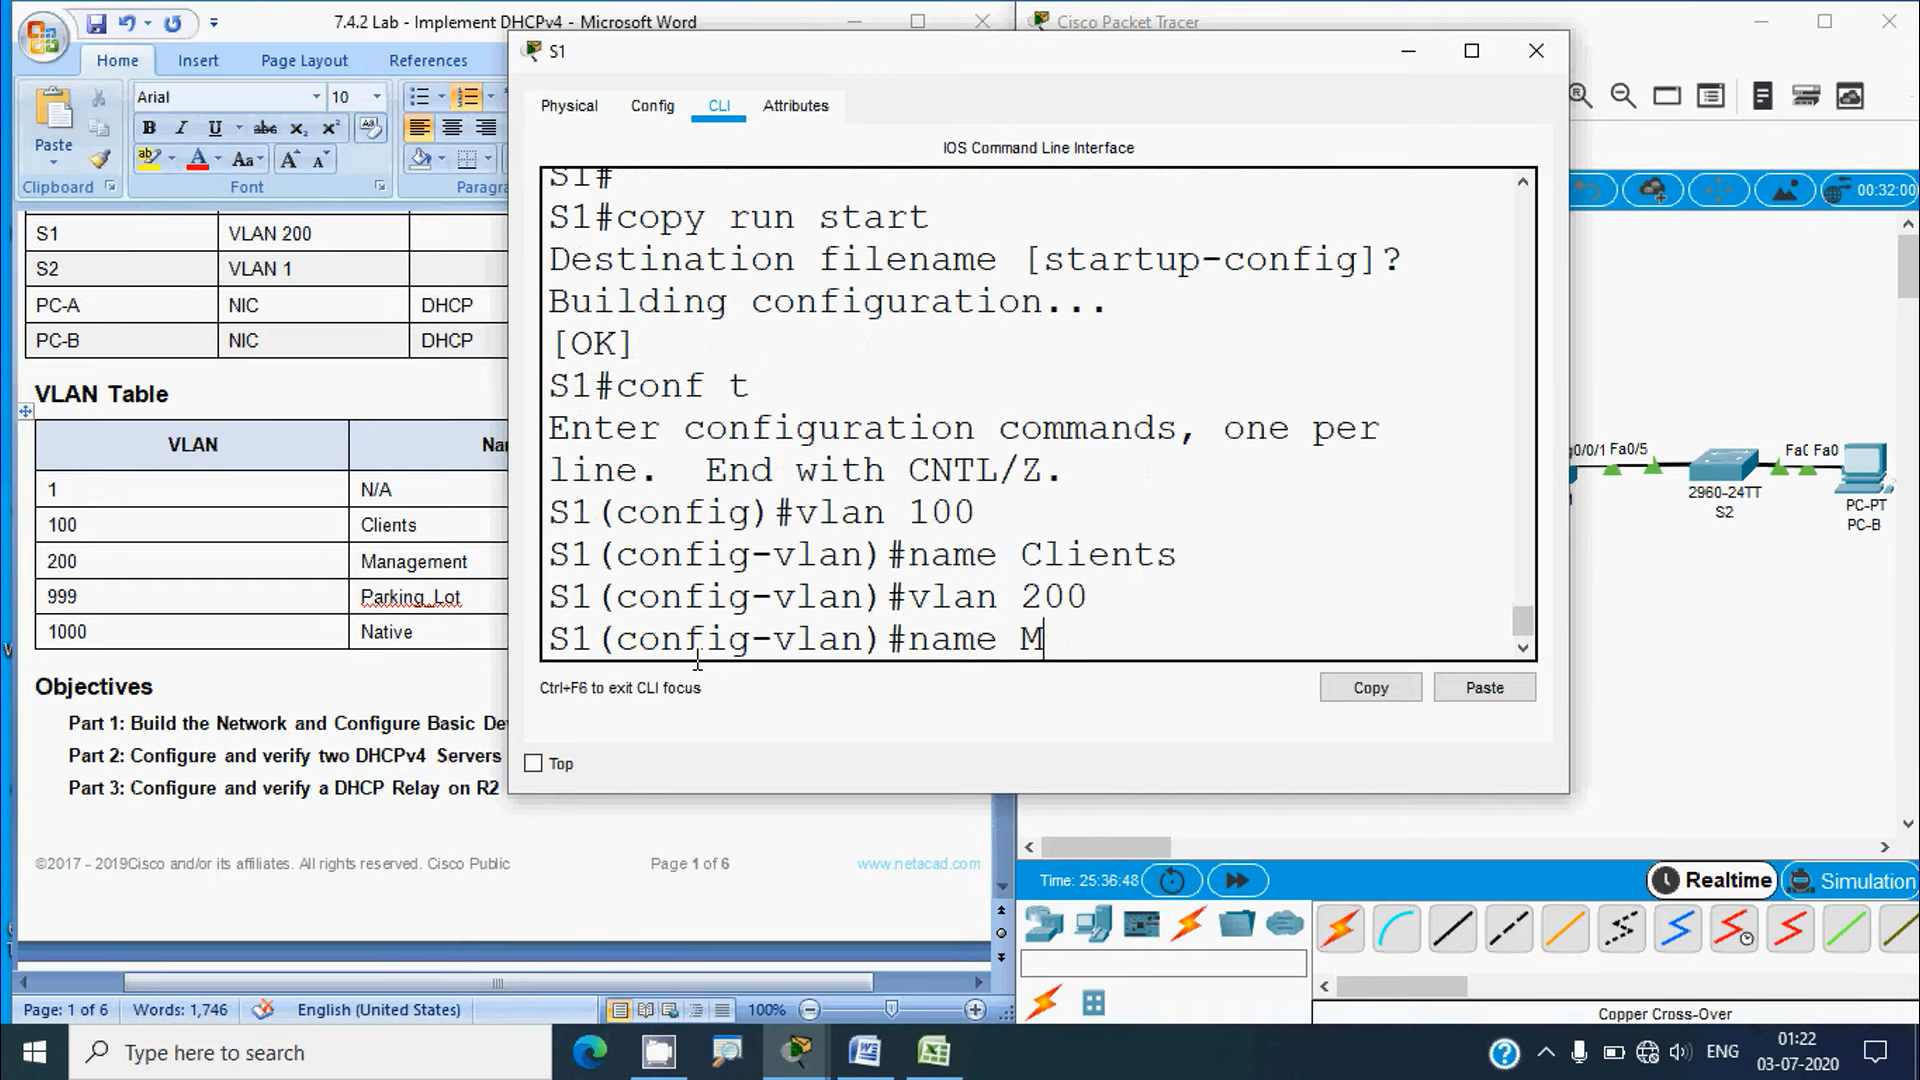 7.4.2 Lab - Implement DHCPv4 - Microsoft Word
Home
Insert
Page Layout
References
Paste
Clipboard
Arial
10
Font
Paragr
S1
VLAN 200
S2
VLAN 1
PC-A
NIC
DHCP
PC-B
NIC
DHCP
VLAN Table
VLAN
Na
1
N/A
100
Clients
200
Management
999
Parking_Lot
1000
Native
Objectives
Part 1: Build the Network and Configure Basic De
Part 2: Configure and verify two DHCPv4 Servers
Part 3: Configure and verify a DHCP Relay on R2
©2017 - 2019Cisco and/or its affiliates. All rights reserved. Cisco Public
Page 1 of 6
www.netacad.com
Page: 1 of 6
Words: 1,746
English (United States)
100%
S1
Physical
Config
CLI
Attributes
IOS Command Line Interface
S1#
S1#copy run start
Destination filename [startup-config]?
Building configuration...
[OK]
S1#conf t
Enter configuration commands, one per
line.  End with CNTL/Z.
S1(config)#vlan 100
S1(config-vlan)#name Clients
S1(config-vlan)#vlan 200
S1(config-vlan)#name M
Ctrl+F6 to exit CLI focus
Copy
Paste
Top
Cisco Packet Tracer
00:32:00
g0/0/1
Fa0/5
Fa0
2960-24TT
S2
PC-PT
PC-B
Time: 25:36:48
Realtime
Simulation
Copper Cross-Over
Type here to search
ENG
01:22
03-07-2020